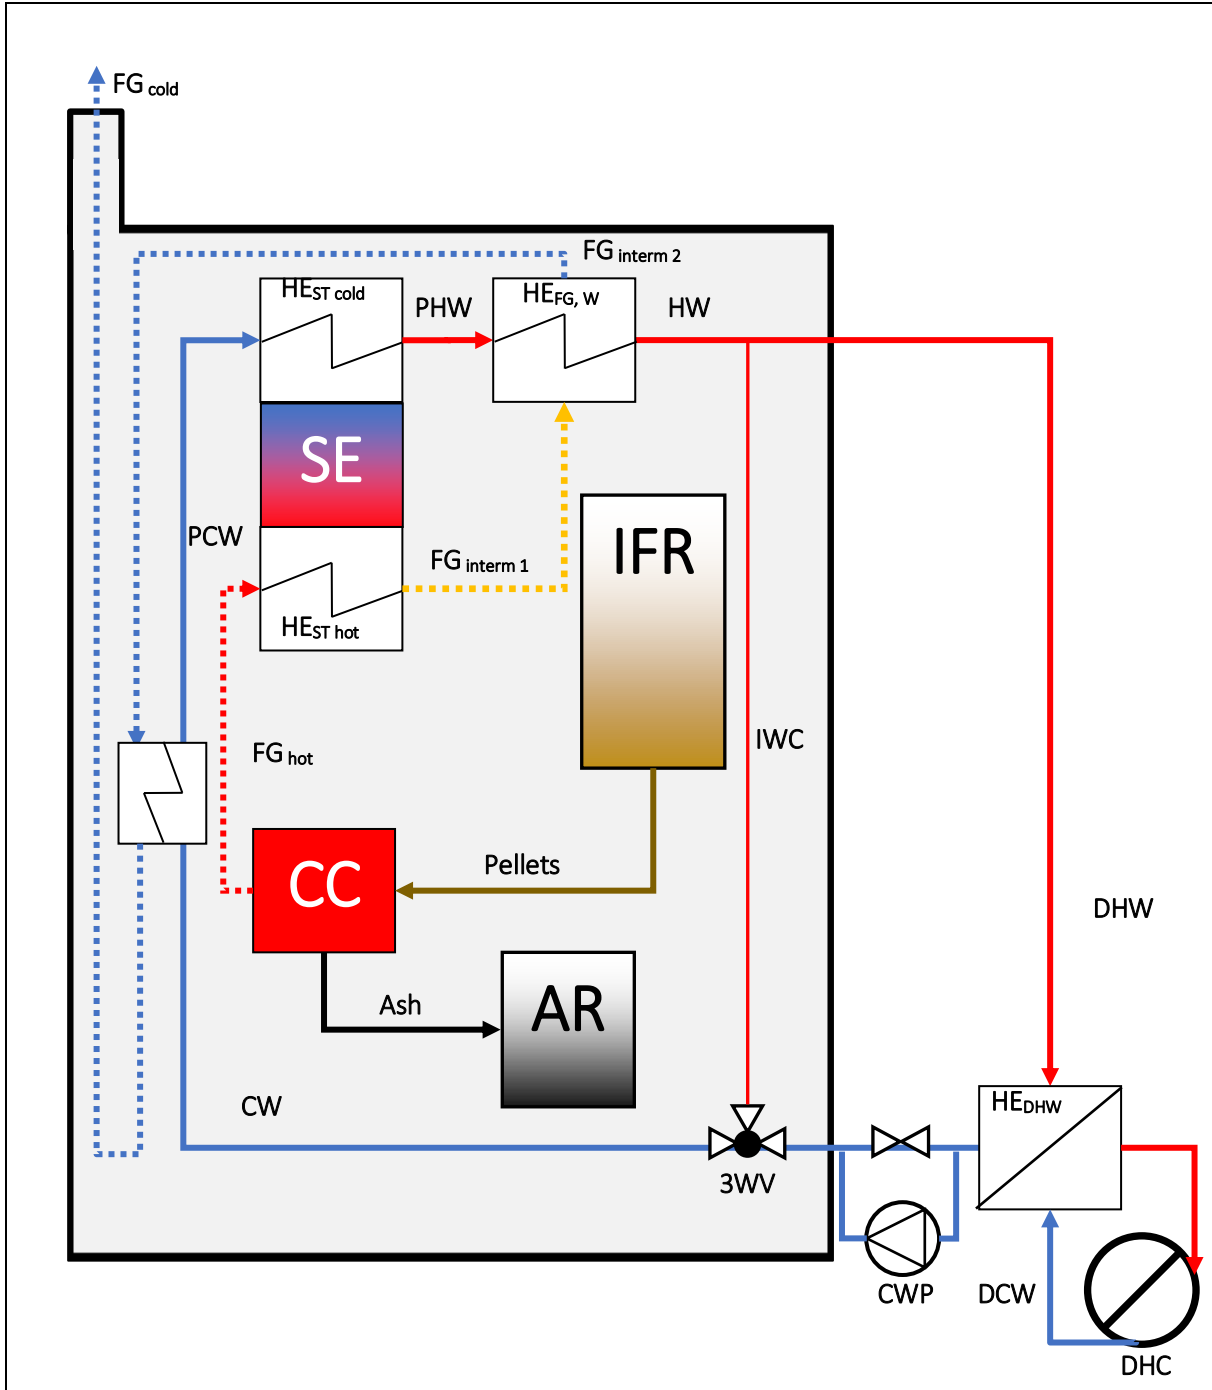 FG cold
FG interm 2
HEST cold
PHW
HEFG, W
HW
SE
PCW
FG interm 1
IFR
HEST hot
FG hot
IWC
CC
Pellets
DHW
Ash
AR
CW
HEDHW
3WV
CWP
DCW
DHC